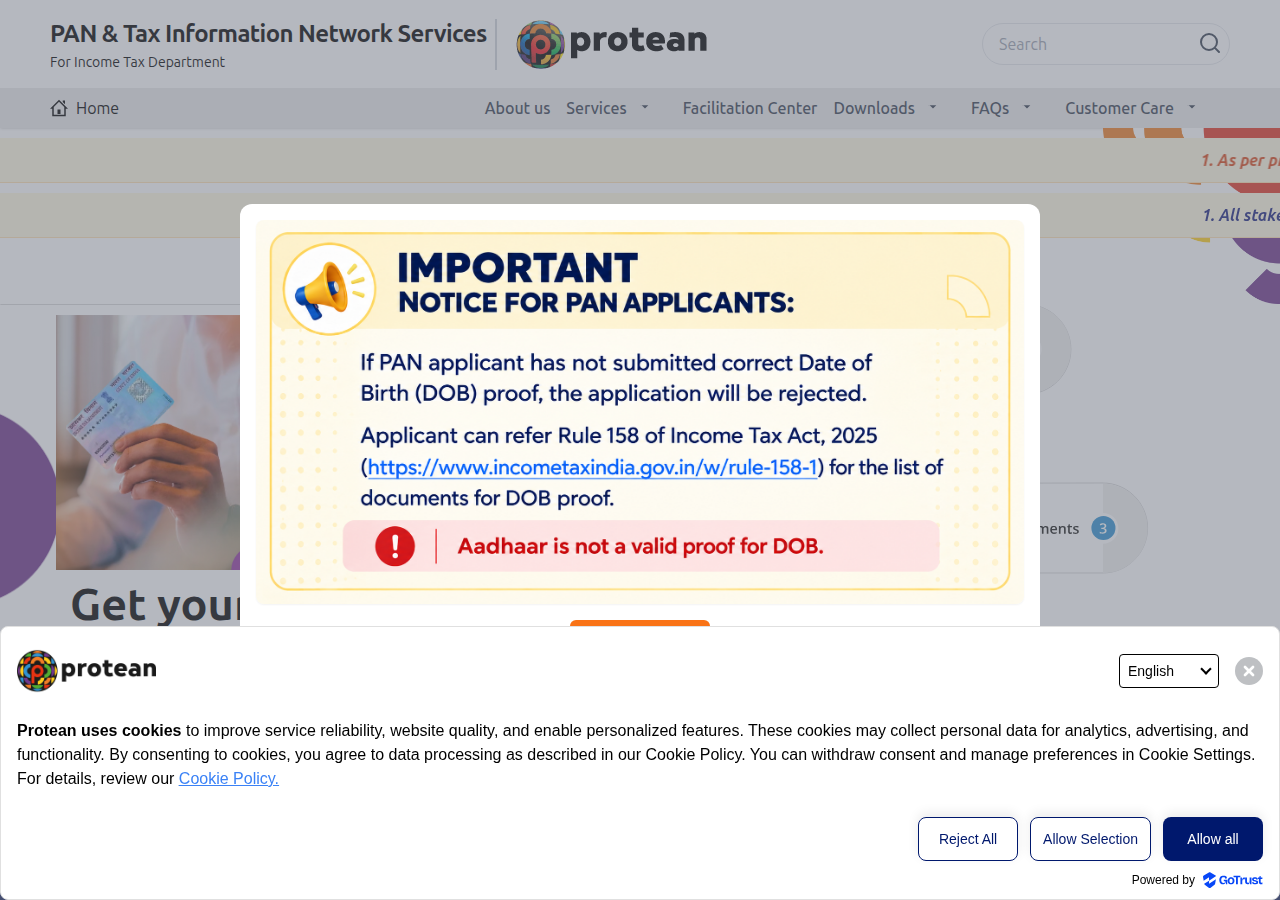 PAN & Tax Information Network Services
For Income Tax Department
protean
Search
Home
About us
Services
Facilitation Center
Downloads
FAQs
Customer Care
1. As per
1. All
IMPORTANT
NOTICE FOR PAN APPLICANTS:
If PAN applicant has not submitted correct Date of
Birth (DOB) proof, the application will be rejected.
Applicant can refer Rule 158 of Income Tax Act, 2025
(https://www.incometaxindia.gov.in/w/rule-158-1) for the list of
documents for DOB proof.
Aadhaar is not a valid proof for DOB.
3
Get your
protean
English
Protean uses cookies to improve service reliability, website quality, and enable personalized features. These cookies may collect personal data for analytics, advertising, and
functionality. By consenting to cookies, you agree to data processing as described in our Cookie Policy. You can withdraw consent and manage preferences in Cookie Settings.
For details, review our Cookie Policy.
Reject All
Allow Selection
Allow all
Powered by GoTrust